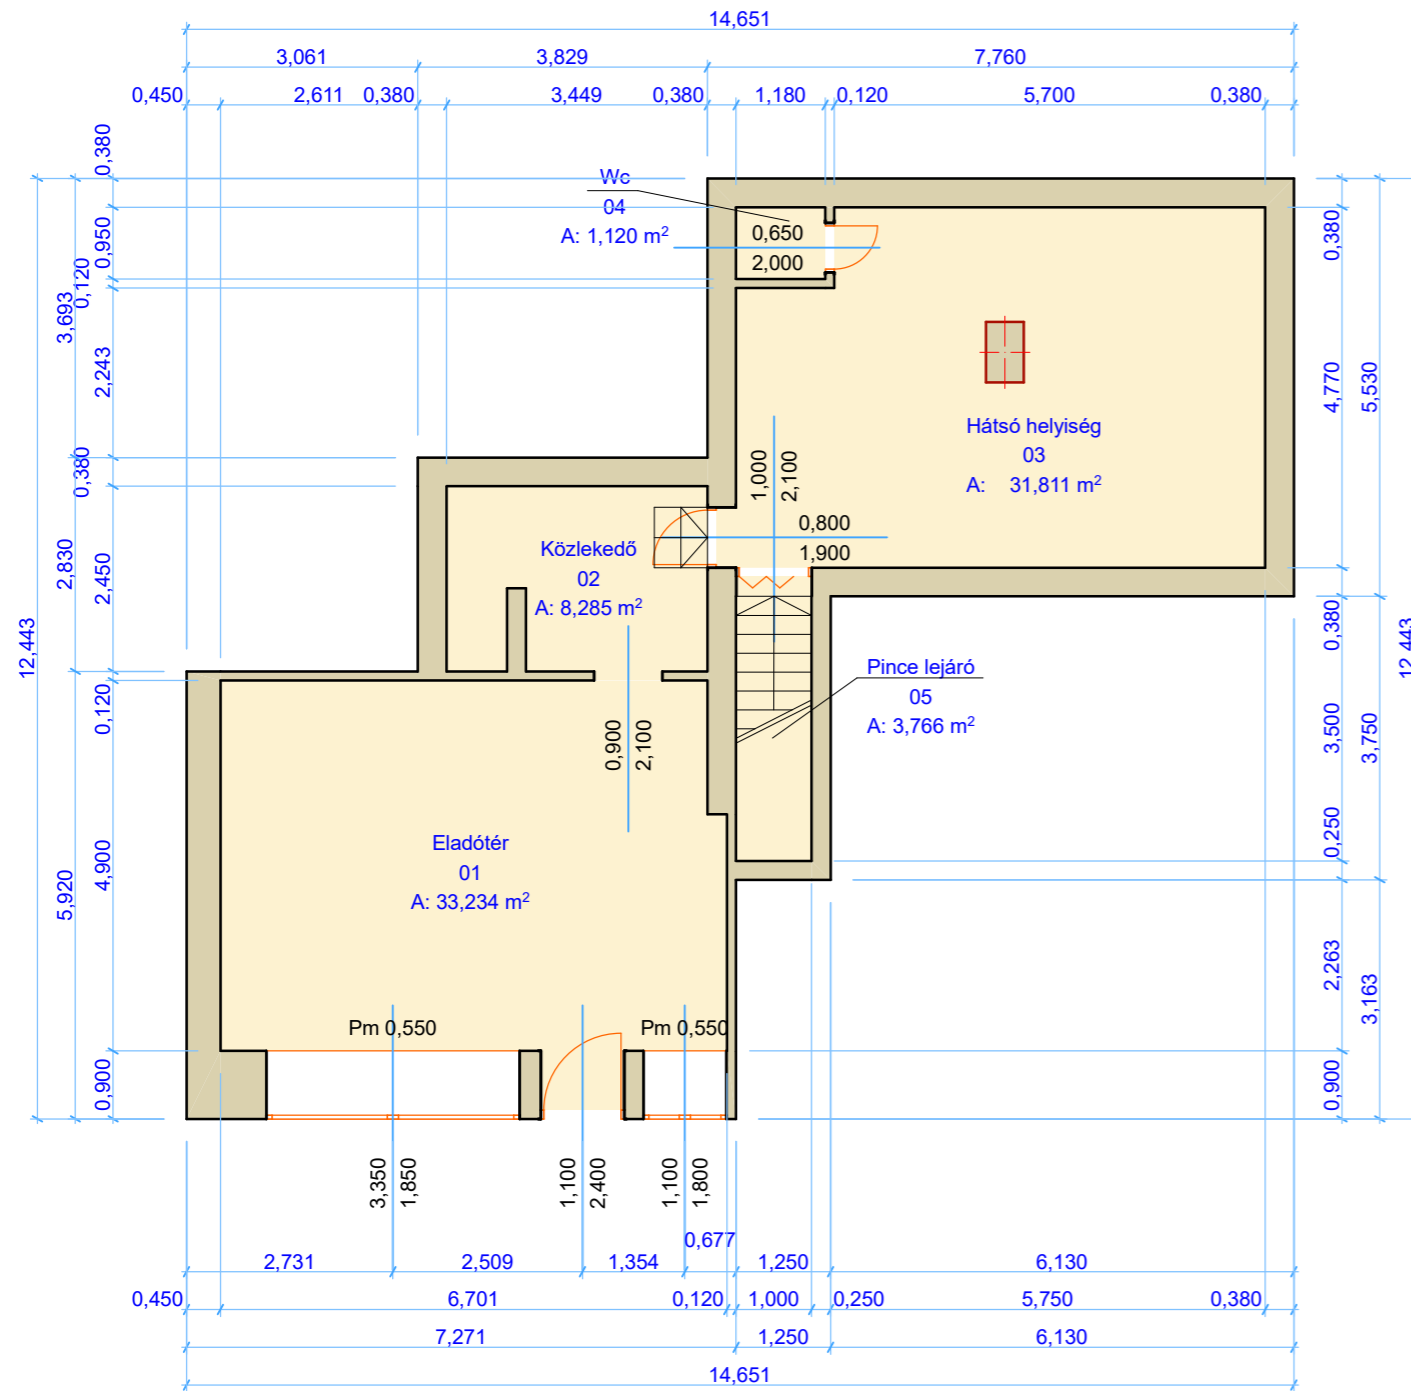 14,651
3,061 3,829 7,760
0,450 2,611 0,380 3,449 0,380 1,180 0,120 5,700 0,380
0,380
0,950
0,120
3,693
2,243
0,380
2,830
2,450
12,443
0,120
4,900
5,920
0,900
Wc
04
A: 1,120 m²
0,650
2,000
Hátsó helyiség
03
A: 31,811 m²
1,000
2,100
0,800
1,900
Közlekedő
02
A: 8,285 m²
Pince lejáró
05
A: 3,766 m²
0,900
2,100
Eladótér
01
A: 33,234 m²
Pm 0,550
Pm 0,550
0,380
4,770
5,530
0,380
12,443
3,500
3,750
0,250
2,263
3,163
0,900
3,350
1,850
1,100
2,400
1,100
1,800
0,677
2,731 2,509 1,354 1,250 6,130
0,450 6,701 0,120 1,000 0,250 5,750 0,380
7,271 1,250 6,130
14,651